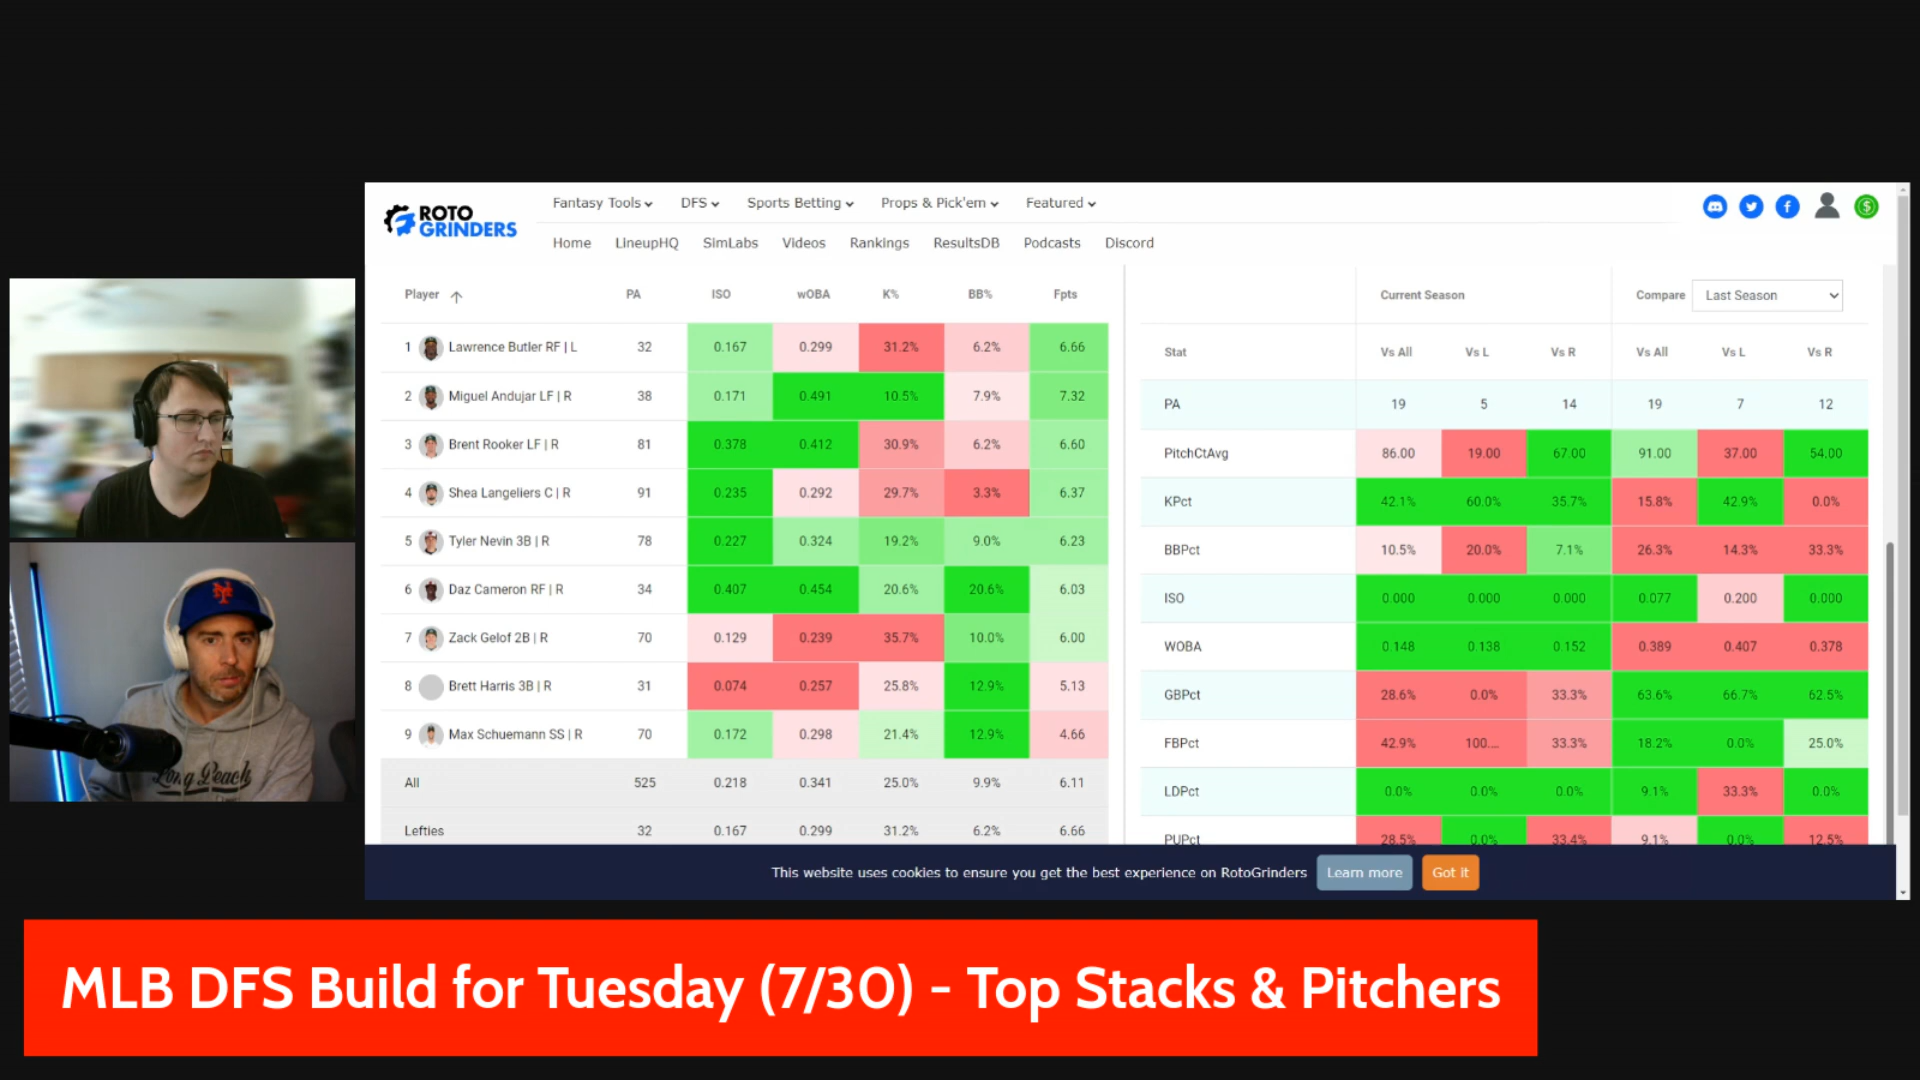 ROTO
GRINDERS
Fantasy Tools DFS Sports Betting Props & Pick'em Featured
Home LineupHQ SimLabs Videos Rankings ResultsDB Podcasts Discord
Player PA ISO wOBA K% BB% Fpts
1 Lawrence Butler RF | L 32 0.167 0.299 31.2% 6.2% 6.66
2 Miguel Andujar LF | R 38 0.171 0.491 10.5% 7.9% 7.32
3 Brent Rooker LF | R 81 0.378 0.412 30.9% 6.2% 6.60
4 Shea Langeliers C | R 91 0.235 0.292 29.7% 3.3% 6.37
5 Tyler Nevin 3B | R 78 0.227 0.324 19.2% 9.0% 6.23
6 Daz Cameron RF | R 34 0.407 0.454 20.6% 20.6% 6.03
7 Zack Gelof 2B | R 70 0.129 0.239 35.7% 10.0% 6.00
8 Brett Harris 3B | R 31 0.074 0.257 25.8% 12.9% 5.13
9 Max Schuemann SS | R 70 0.172 0.298 21.4% 12.9% 4.66
All 525 0.218 0.341 25.0% 9.9% 6.11
Lefties 32 0.167 0.299 31.2% 6.2% 6.66
Current Season Compare Last Season
Stat Vs All Vs L Vs R Vs All Vs L Vs R
PA 19 5 14 19 7 12
PitchCtAvg 86.00 19.00 67.00 91.00 37.00 54.00
KPct 42.1% 60.0% 35.7% 15.8% 42.9% 0.0%
BBPct 10.5% 20.0% 7.1% 26.3% 14.3% 33.3%
ISO 0.000 0.000 0.000 0.077 0.200 0.000
WOBA 0.148 0.138 0.152 0.389 0.407 0.378
GBPct 28.6% 0.0% 33.3% 63.6% 66.7% 62.5%
FBPct 42.9% 100.... 33.3% 18.2% 0.0% 25.0%
LDPct 0.0% 0.0% 0.0% 9.1% 33.3% 0.0%
PUPct 28.5% 0.0% 33.4% 9.1% 0.0% 12.5%
This website uses cookies to ensure you get the best experience on RotoGrinders Learn more Got it
Long Beach
MLB DFS Build for Tuesday (7/30) - Top Stacks & Pitchers